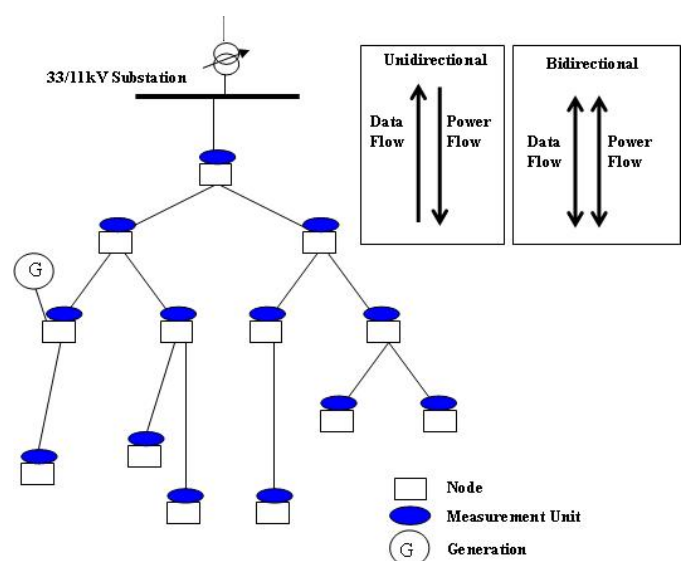 33/11kV Substation
Unidirectional
Data
Flow
Power
Flow
Bidirectional
Data
Flow
Power
Flow
G
Node
Measurement Unit
G
Generation